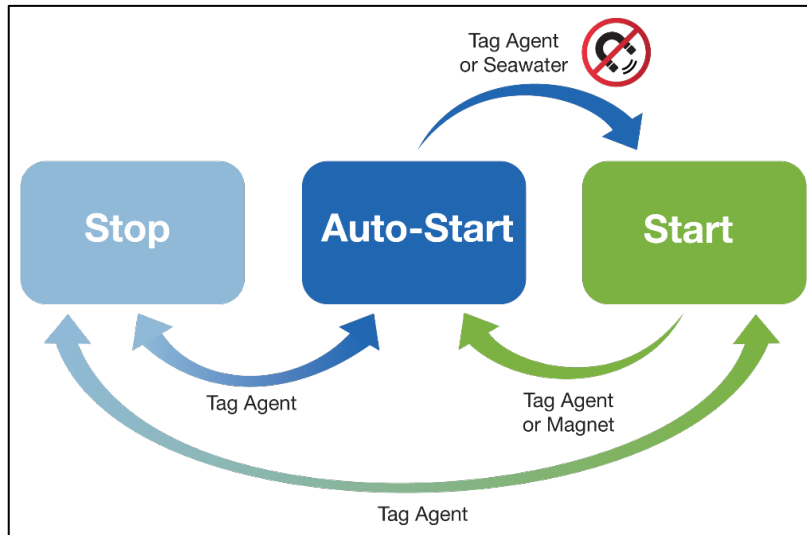 Tag Agent
or Seawater
Stop
Auto-Start
Start
Tag Agent
Tag Agent
or Magnet
Tag Agent